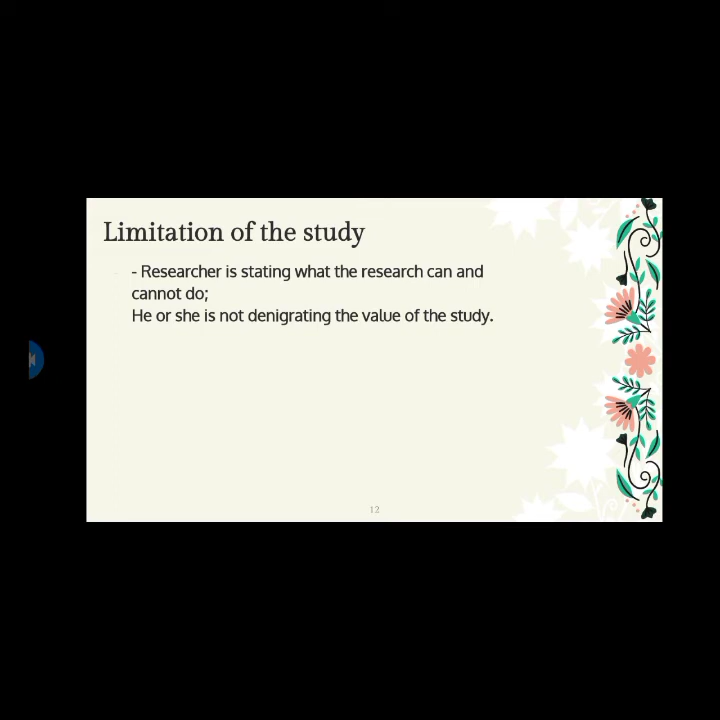 Limitation of the study
- Researcher is stating what the research can and
cannot do;
He or she is not denigrating the value of the study.
12